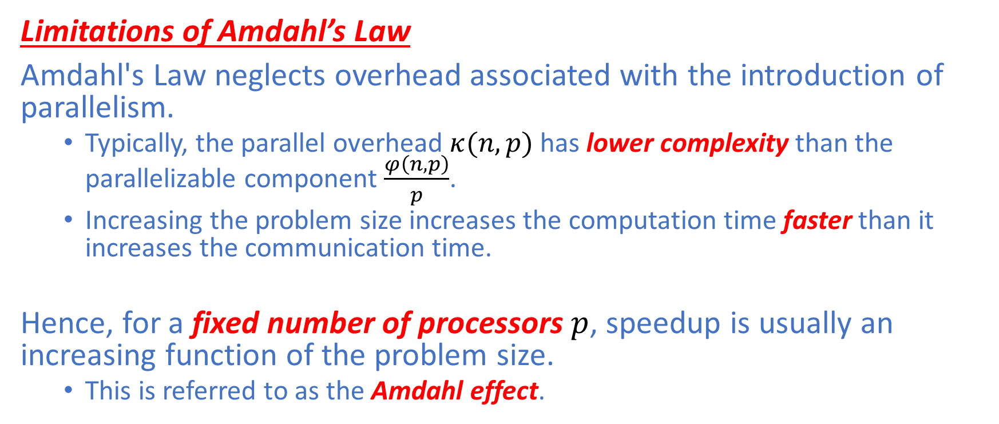 Limitations of Amdahl’s Law
Amdahl's Law neglects overhead associated with the introduction of
parallelism.
• Typically, the parallel overhead κ(n, p) has lower complexity than the
parallelizable component φ(n,p)/p.
• Increasing the problem size increases the computation time faster than it
increases the communication time.
Hence, for a fixed number of processors p, speedup is usually an
increasing function of the problem size.
• This is referred to as the Amdahl effect.